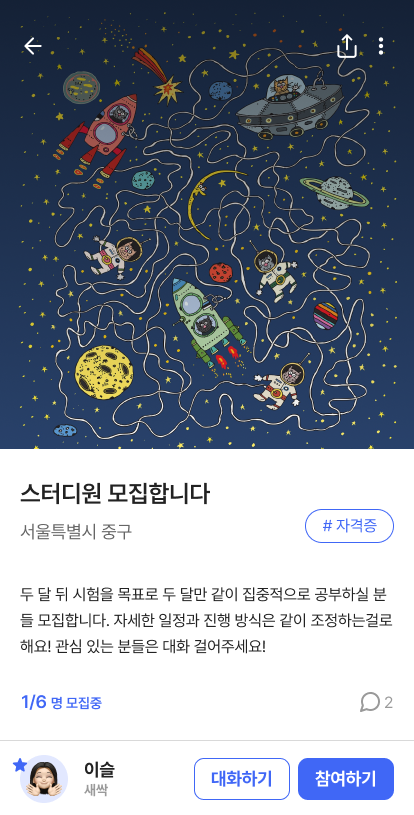 스터디원 모집합니다
서울특별시 중구
# 자격증
두 달 뒤 시험을 목표로 두 달만 같이 집중적으로 공부하실 분
들 모집합니다. 자세한 일정과 진행 방식은 같이 조정하는걸로
해요! 관심 있는 분들은 대화 걸어주세요!
1/6 명 모집중
2
이슬
새싹
대화하기
참여하기